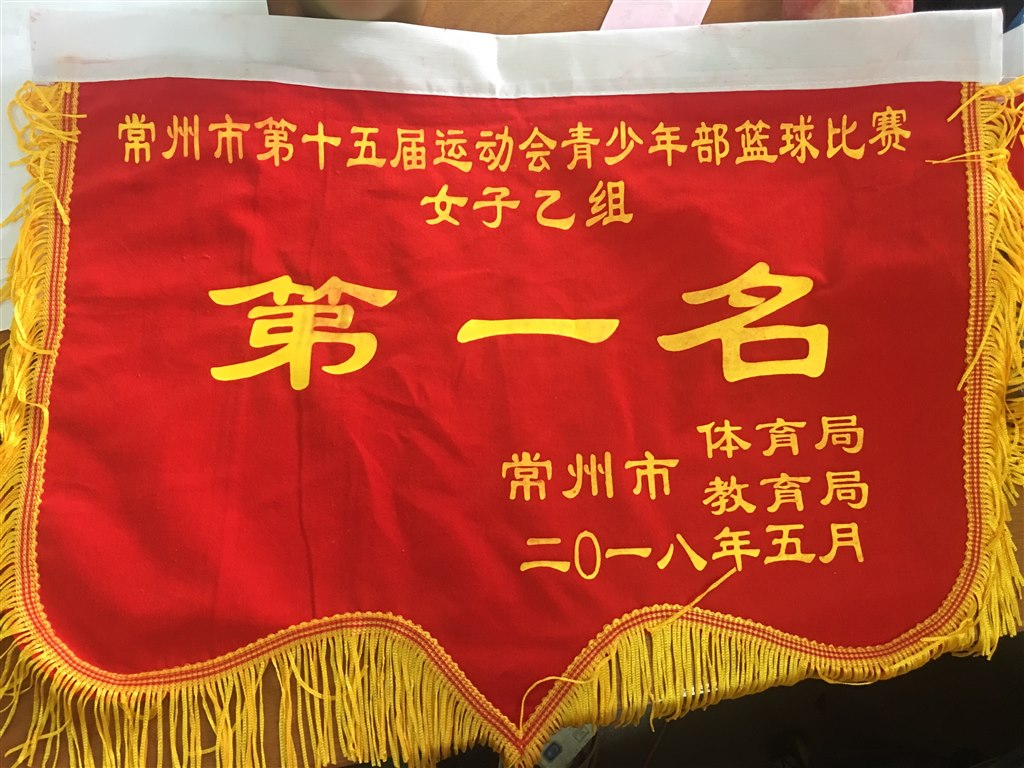 常州市第十五届运动会青少年部篮球比赛
女子乙组
第一名
常州市 体育局
教育局
二〇一八年五月